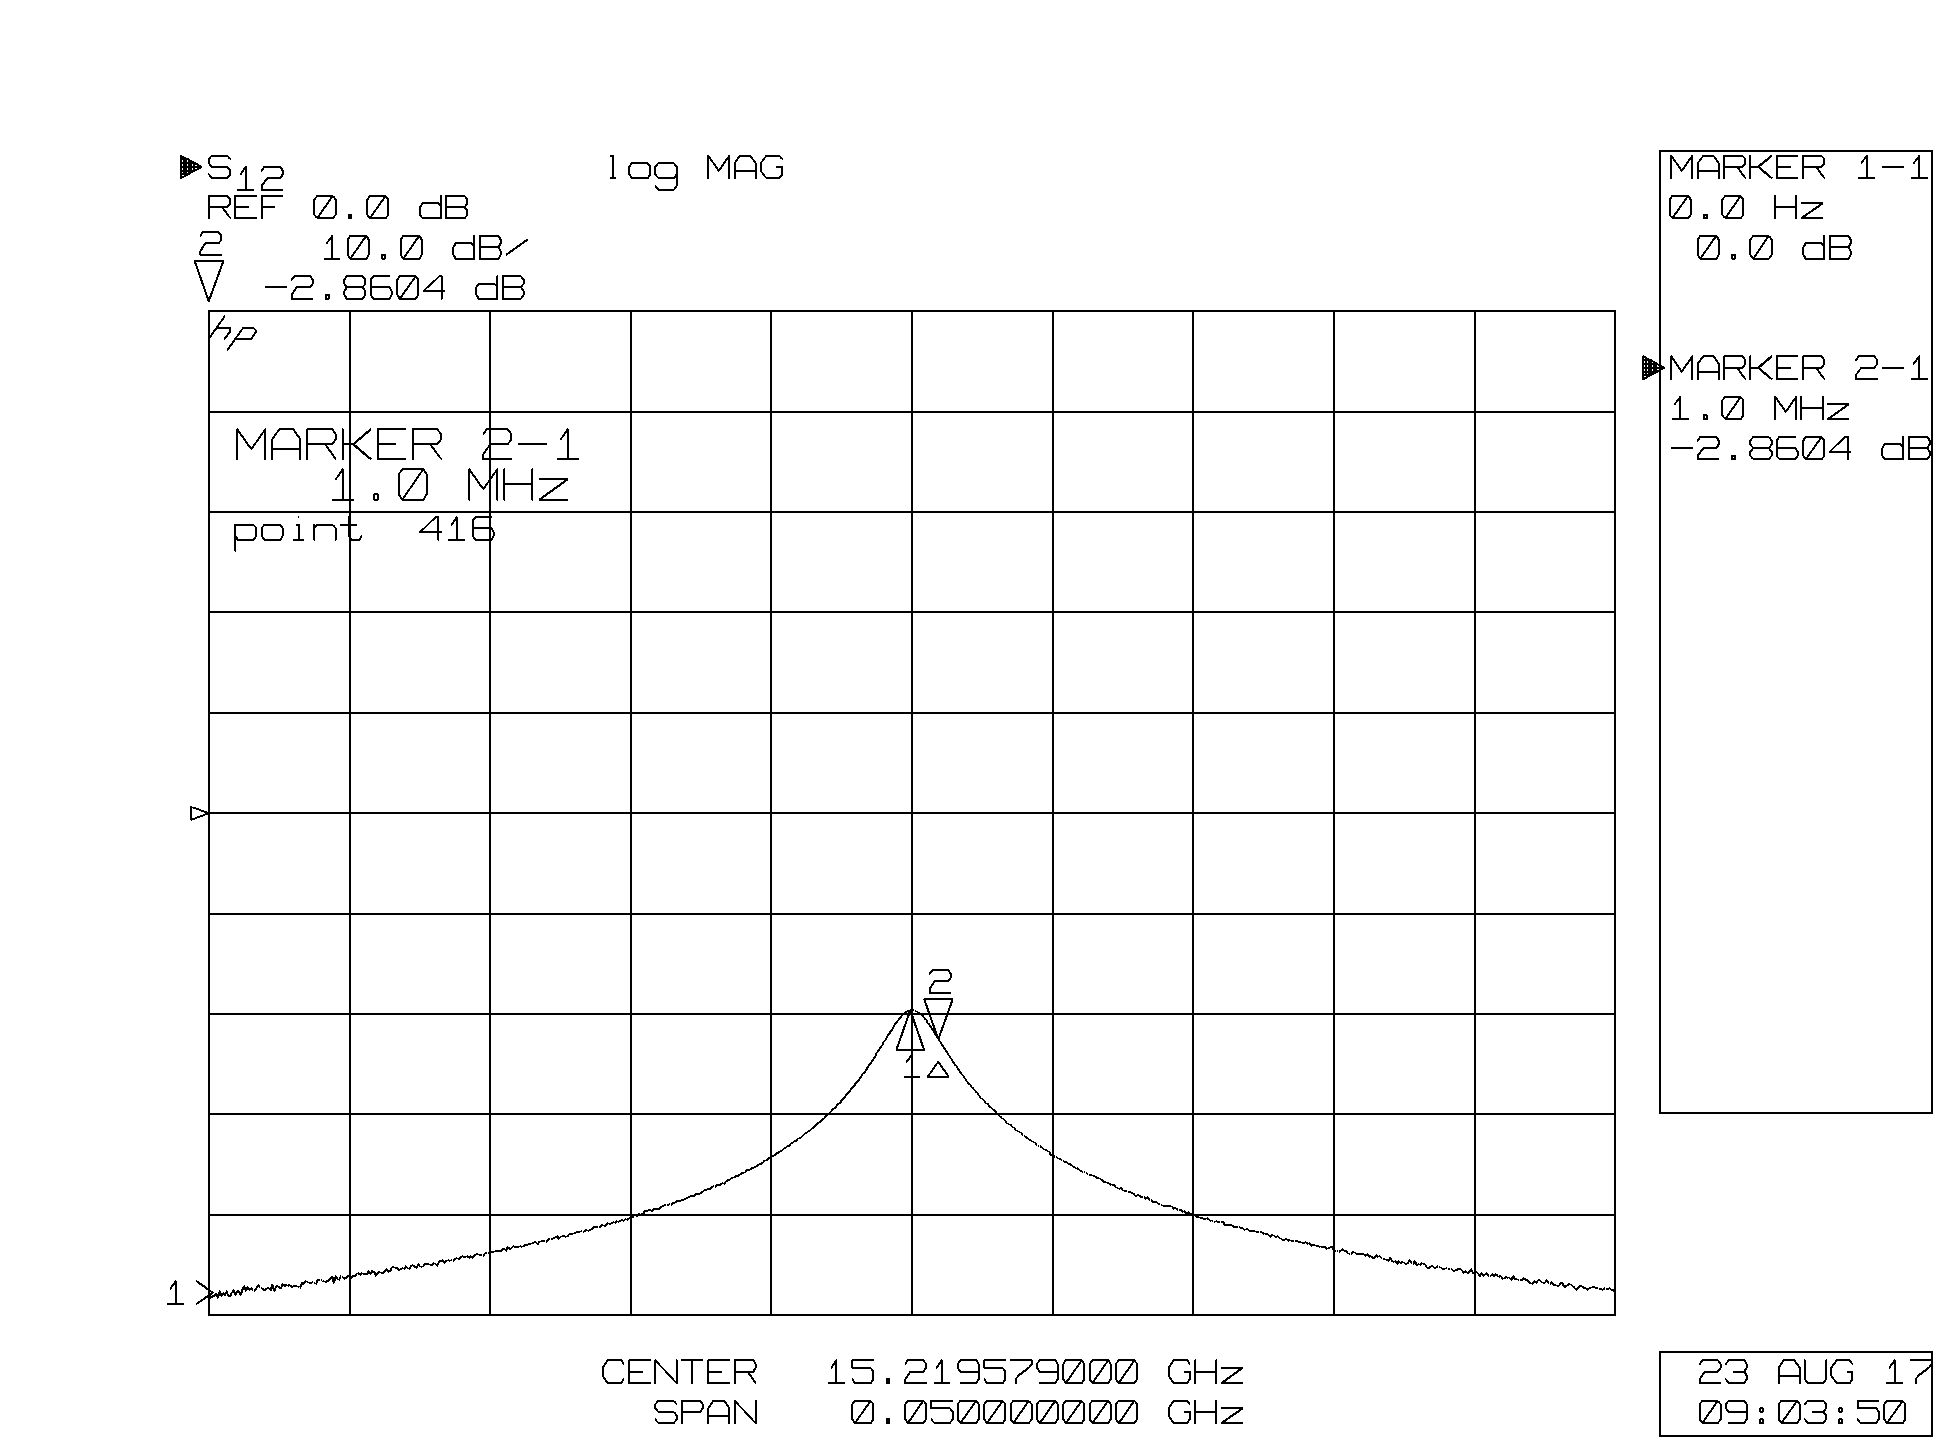 S12 log MAG
REF 0.0 dB
2 10.0 dB/
-2.8604 dB
hp
MARKER 2-1
1.0 MHz
point 416
2
1
1
CENTER 15.219579000 GHz
SPAN 0.050000000 GHz
MARKER 1-1
0.0 Hz
0.0 dB
MARKER 2-1
1.0 MHz
-2.8604 dB
23 AUG 17
09:03:50